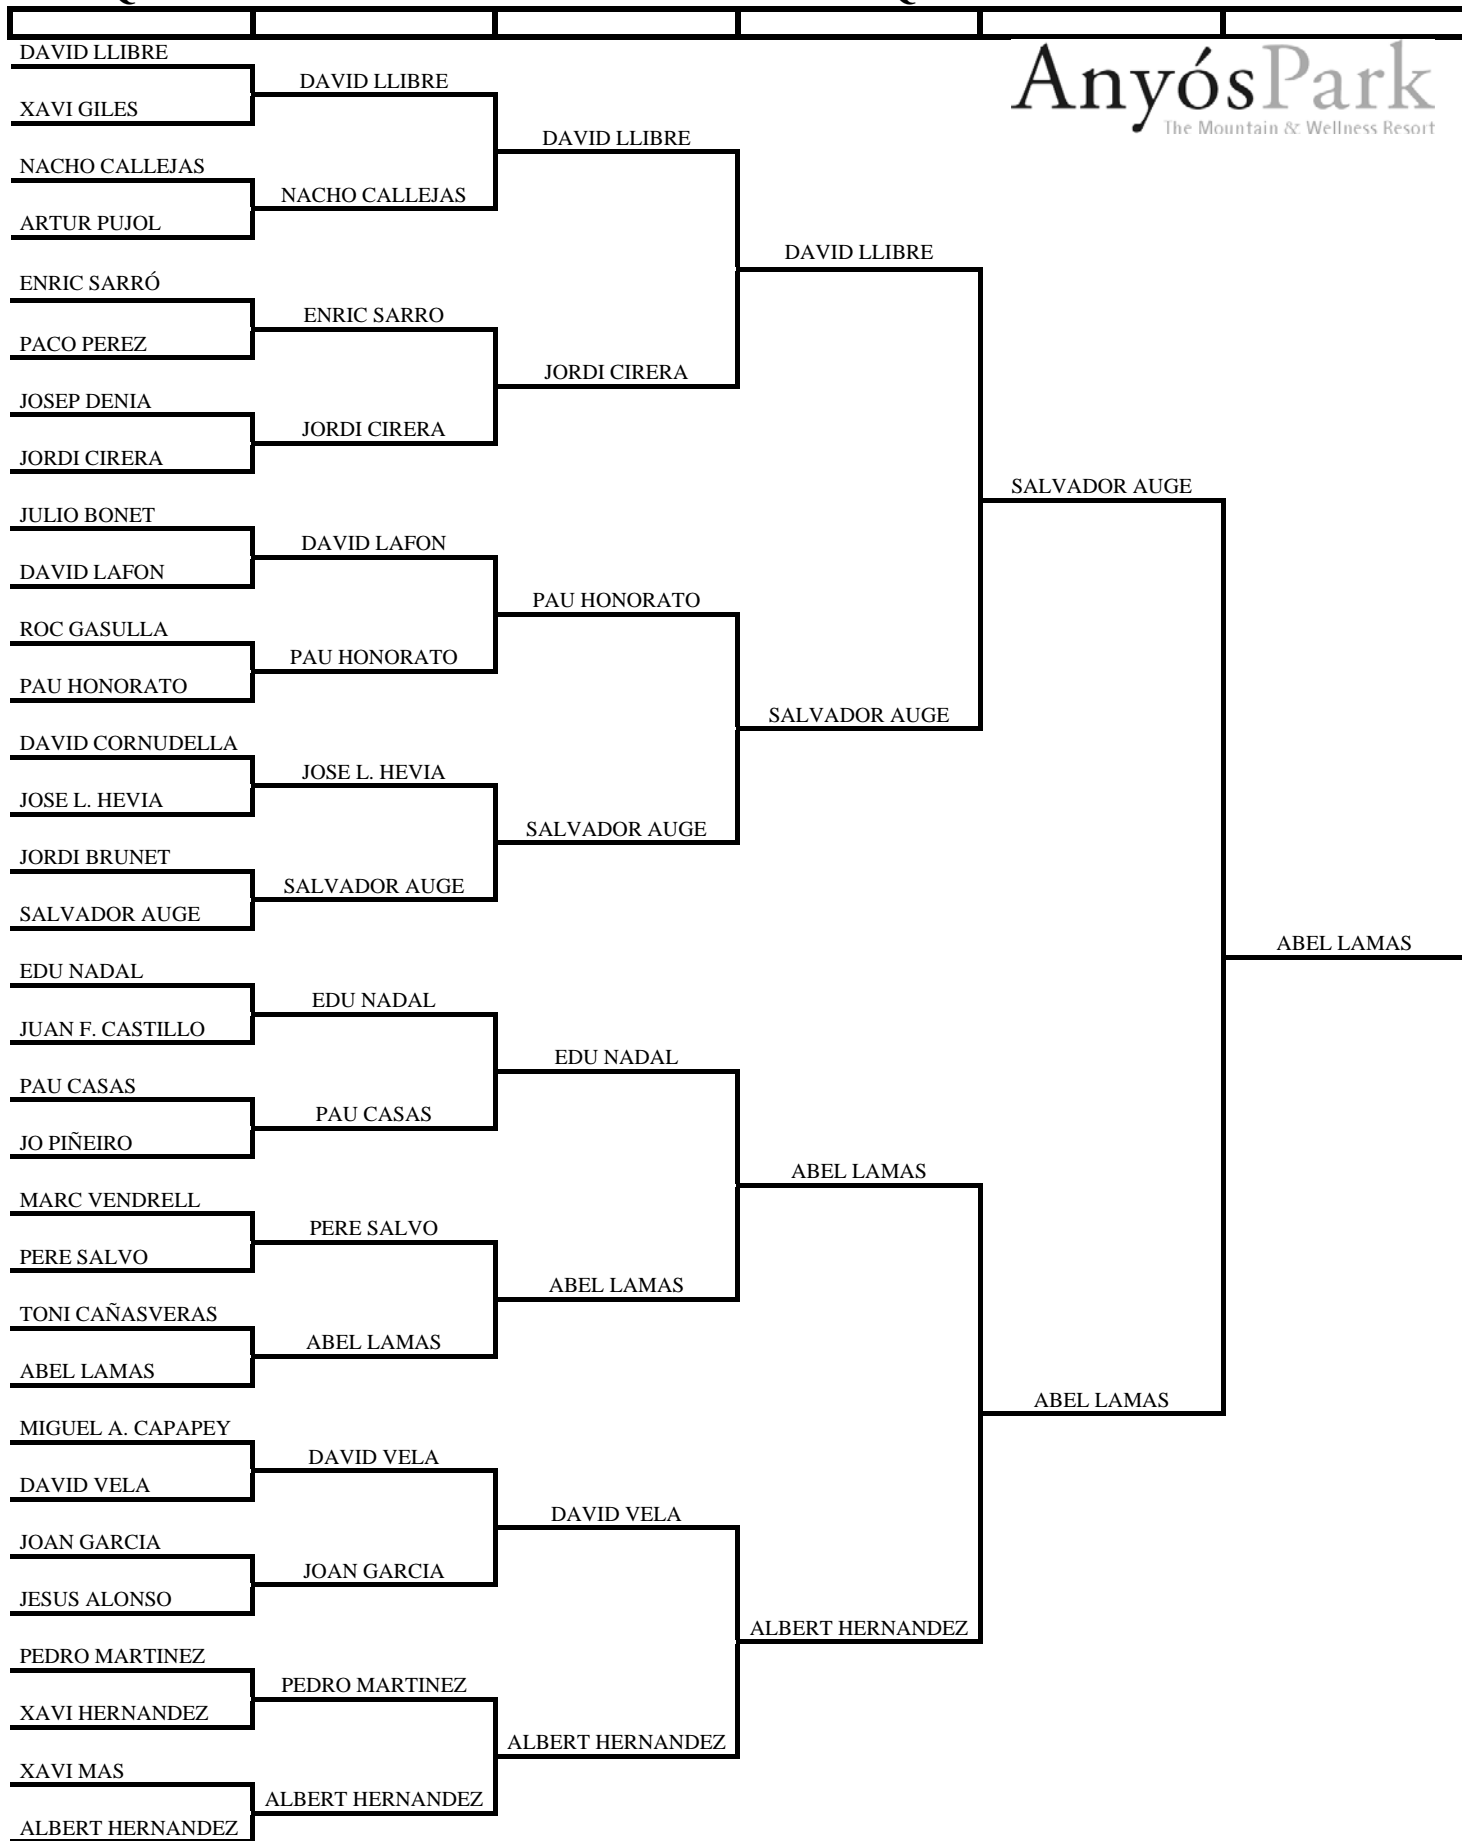 AnyósPark
The Mountain & Wellness Resort
DAVID LLIBRE
XAVI GILES
NACHO CALLEJAS
ARTUR PUJOL
ENRIC SARRÓ
PACO PEREZ
JOSEP DENIA
JORDI CIRERA
JULIO BONET
DAVID LAFON
ROC GASULLA
PAU HONORATO
DAVID CORNUDELLA
JOSE L. HEVIA
JORDI BRUNET
SALVADOR AUGE
EDU NADAL
JUAN F. CASTILLO
PAU CASAS
JO PIÑEIRO
MARC VENDRELL
PERE SALVO
TONI CAÑASVERAS
ABEL LAMAS
MIGUEL A. CAPAPEY
DAVID VELA
JOAN GARCIA
JESUS ALONSO
PEDRO MARTINEZ
XAVI HERNANDEZ
XAVI MAS
ALBERT HERNANDEZ
DAVID LLIBRE
NACHO CALLEJAS
ENRIC SARRO
JORDI CIRERA
DAVID LAFON
PAU HONORATO
JOSE L. HEVIA
SALVADOR AUGE
EDU NADAL
PAU CASAS
PERE SALVO
ABEL LAMAS
DAVID VELA
JOAN GARCIA
PEDRO MARTINEZ
ALBERT HERNANDEZ
DAVID LLIBRE
JORDI CIRERA
PAU HONORATO
SALVADOR AUGE
EDU NADAL
ABEL LAMAS
DAVID VELA
ALBERT HERNANDEZ
DAVID LLIBRE
SALVADOR AUGE
ABEL LAMAS
ALBERT HERNANDEZ
SALVADOR AUGE
ABEL LAMAS
ABEL LAMAS